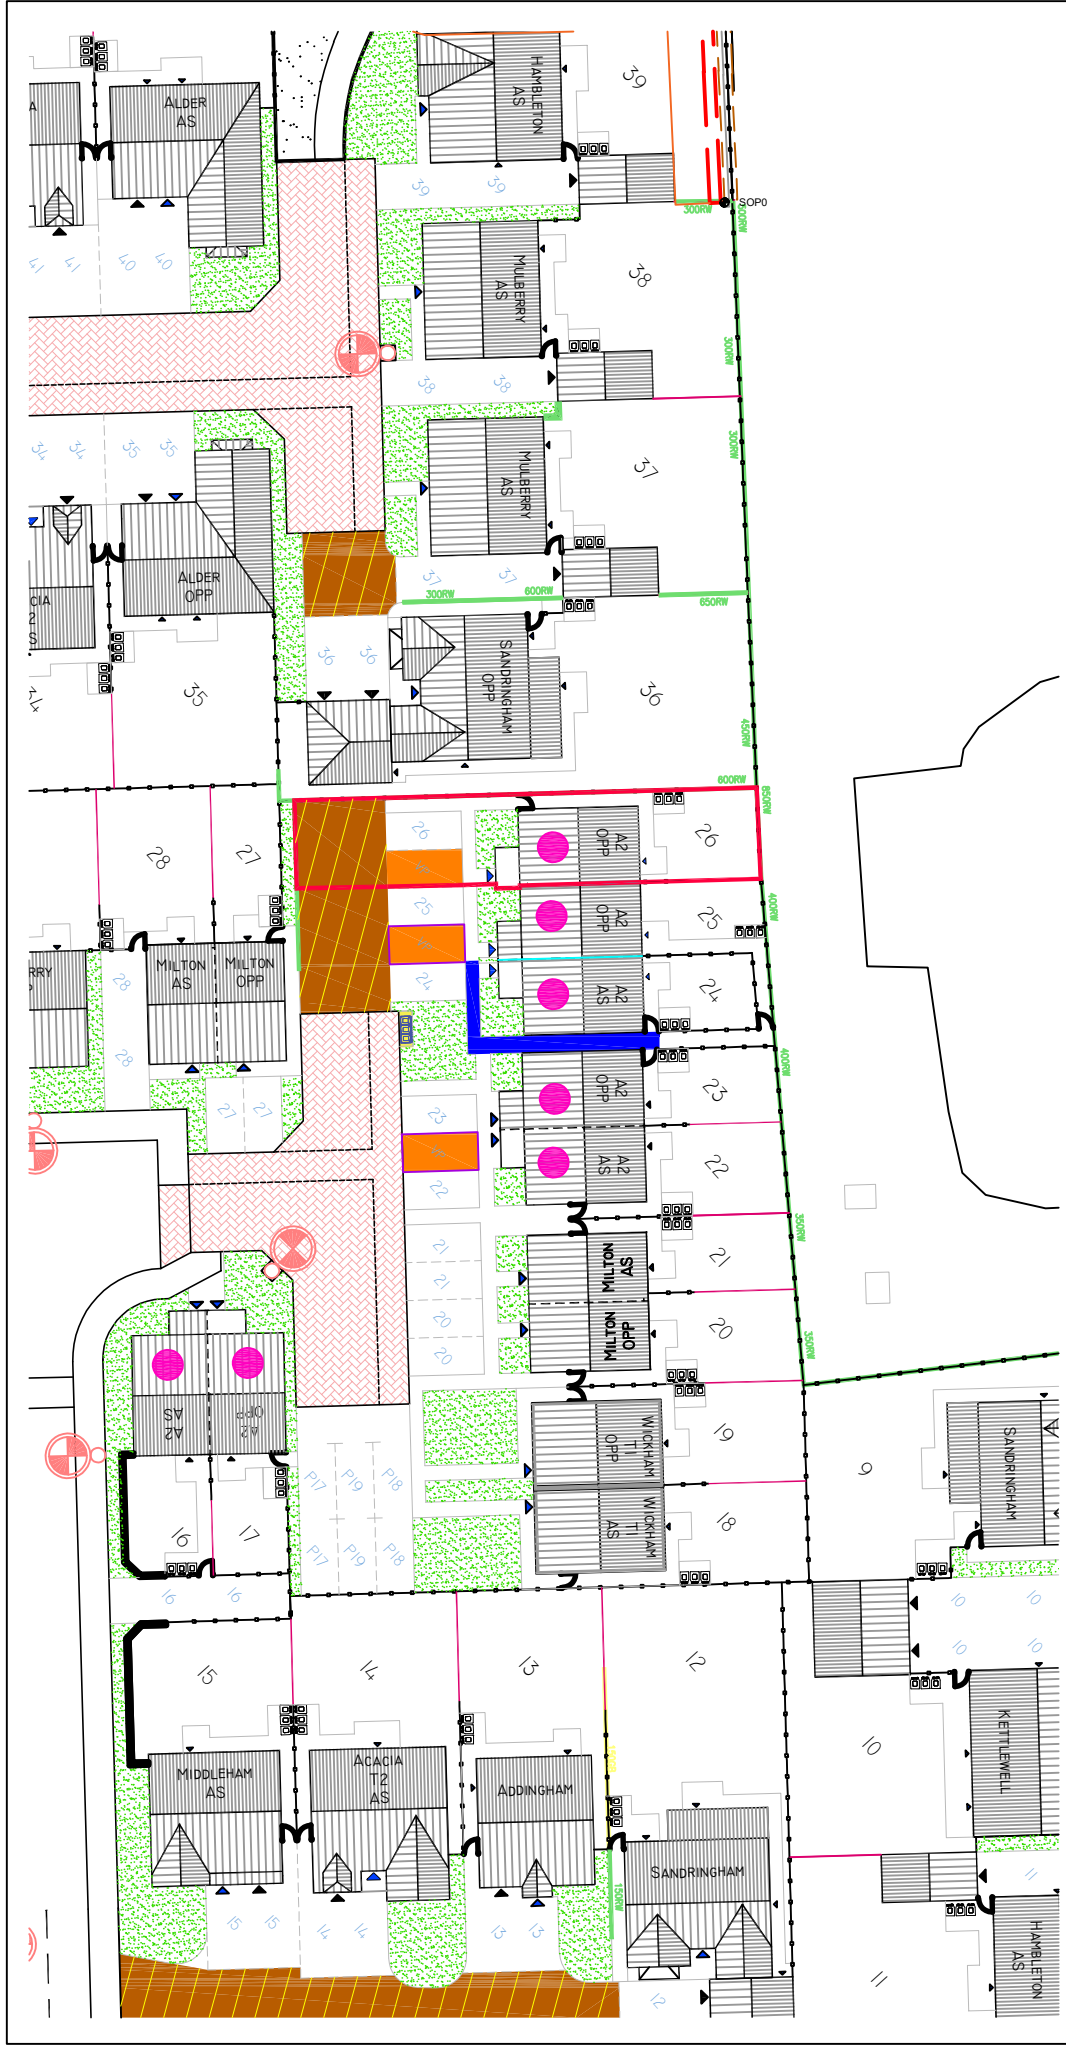 HAMBLETON
AS
39
ALDER
AS
A
39
39
300RW
SOP0
41
41
40
40
MULBERRY
AS
38
300RW
38
38
34
34
35
35
MULBERRY
AS
37
300RW
37
37
ALDER
OPP
CIA
2
S
300RW
600RW
650RW
36
36
SANDRINGHAM
OPP
36
34
35
450RW
600RW
850RW
28
27
26
A2
OPP
26
25
A2
OPP
25
400RW
RRY
MILTON
AS
MILTON
OPP
28
28
24
A2
AS
24
400RW
27
27
23
A2
OPP
23
22
A2
AS
22
350RW
21
21
20
20
MILTON
AS
MILTON
OPP
21
20
350RW
A2
AS
A2
OPP
16
17
P17
P19
P18
P17
P19
P18
WICKHAM
T1
OPP
WICKHAM
T1
AS
19
18
9
SANDRINGHAM
16
16
10
10
10
10
KETTLEWELL
15
14
13
12
10
MIDDLEHAM
AS
ACACIA
T2
AS
ADDINGHAM
SANDRINGHAM
150RW
15
15
14
14
13
13
12
11
11
HAMBLETON
AS